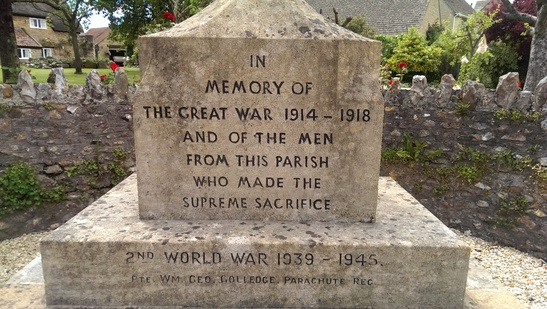 IN
MEMORY OF
THE GREAT WAR 1914 – 1918
AND OF THE MEN
FROM THIS PARISH
WHO MADE THE
SUPREME SACRIFICE.
2ND WORLD WAR 1939 – 1945.
PTE. WM. GEO. GOLLEDGE. PARACHUTE REG.